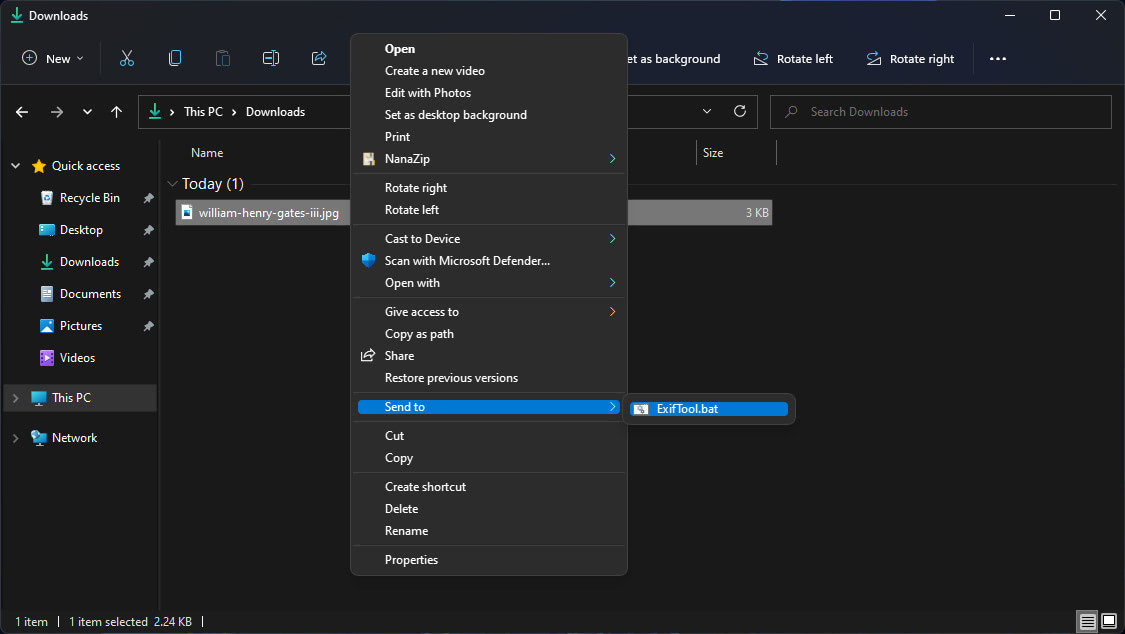 Downloads
New
et as background
Rotate left
Rotate right
This PC
Downloads
Search Downloads
Quick access
Recycle Bin
Desktop
Downloads
Documents
Pictures
Videos
This PC
Network
Name
Size
Today (1)
william-henry-gates-iii.jpg
3 KB
Open
Create a new video
Edit with Photos
Set as desktop background
Print
NanaZip
Rotate right
Rotate left
Cast to Device
Scan with Microsoft Defender...
Open with
Give access to
Copy as path
Share
Restore previous versions
Send to
ExifTool.bat
Cut
Copy
Create shortcut
Delete
Rename
Properties
1 item | 1 item selected 2.24 KB |